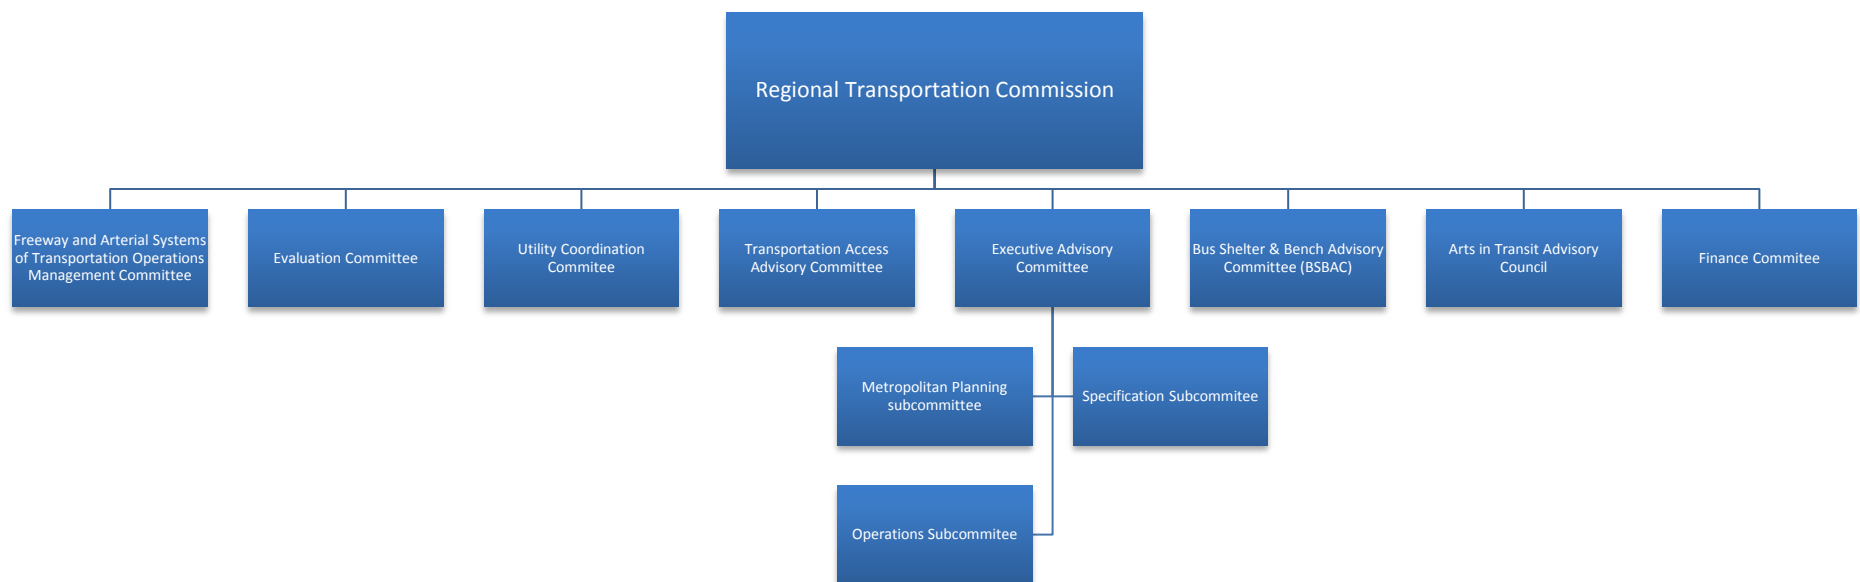 Regional Transportation Commission
Freeway and Arterial Systems
of Transportation Operations
Management Committee
Evaluation Committee
Utility Coordination
Commitee
Transportation Access
Advisory Committee
Executive Advisory
Committee
Bus Shelter & Bench Advisory
Committee (BSBAC)
Arts in Transit Advisory
Council
Finance Commitee
Metropolitan Planning
subcommittee
Specification Subcommitee
Operations Subcommitee